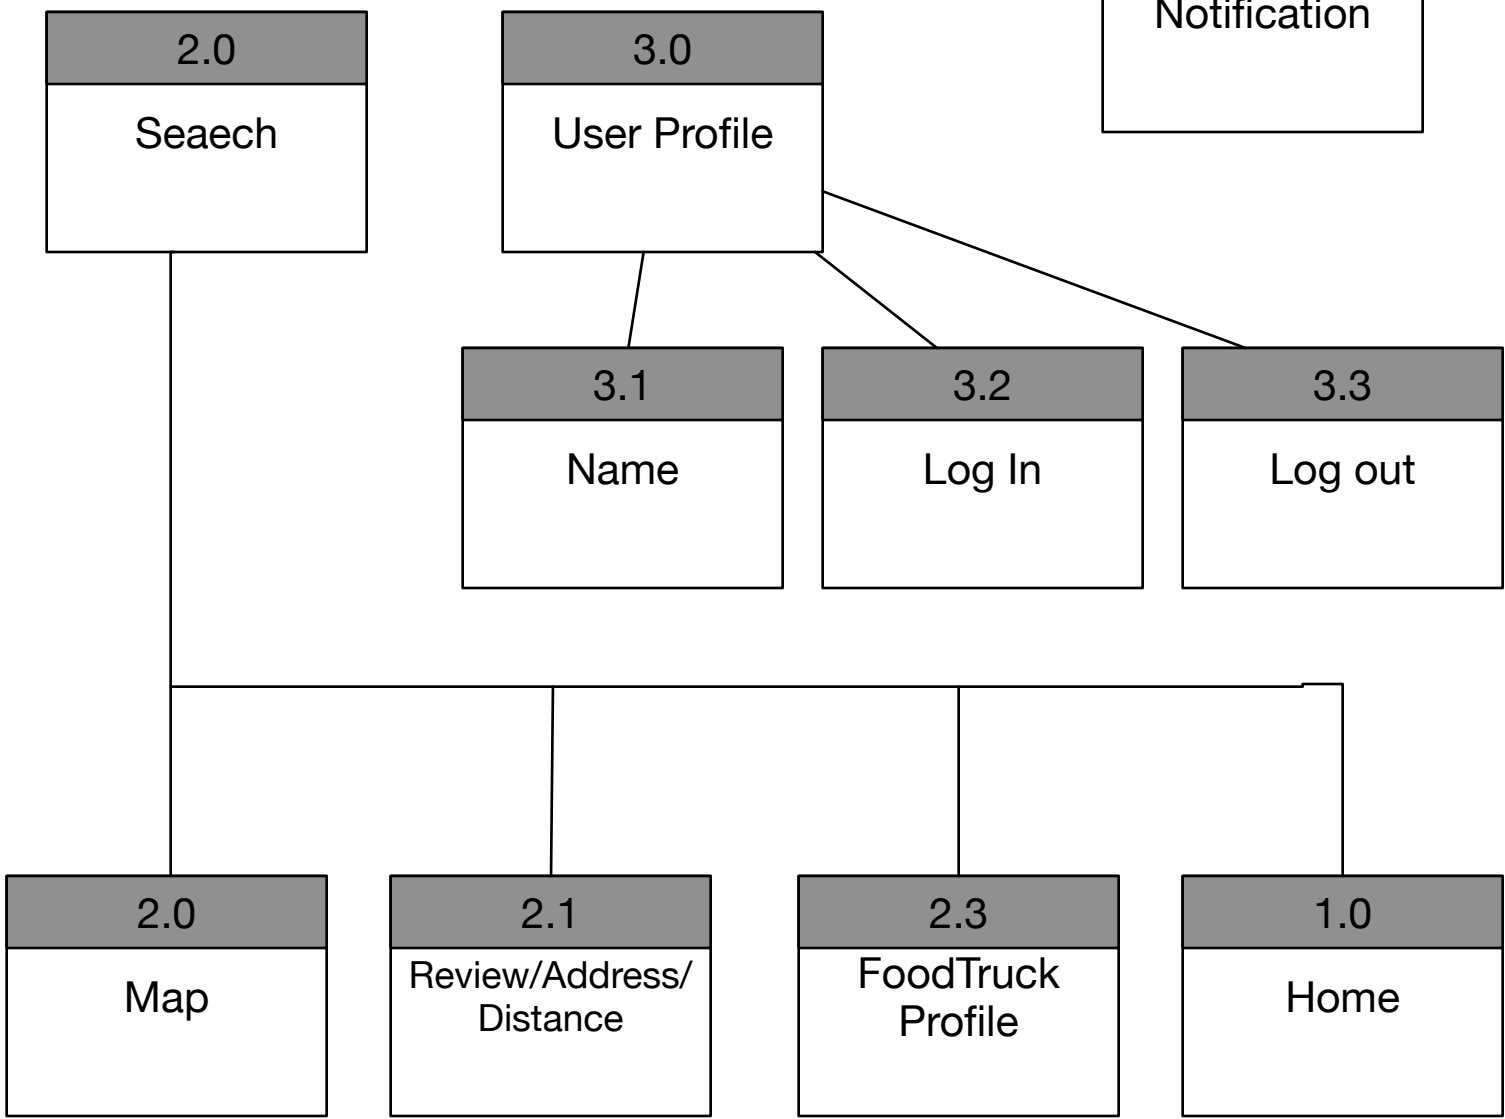 Notification
2.0
Seaech
3.0
User Profile
3.1
Name
3.2
Log In
3.3
Log out
2.0
Map
2.1
Review/Address/
Distance
2.3
FoodTruck
Profile
1.0
Home